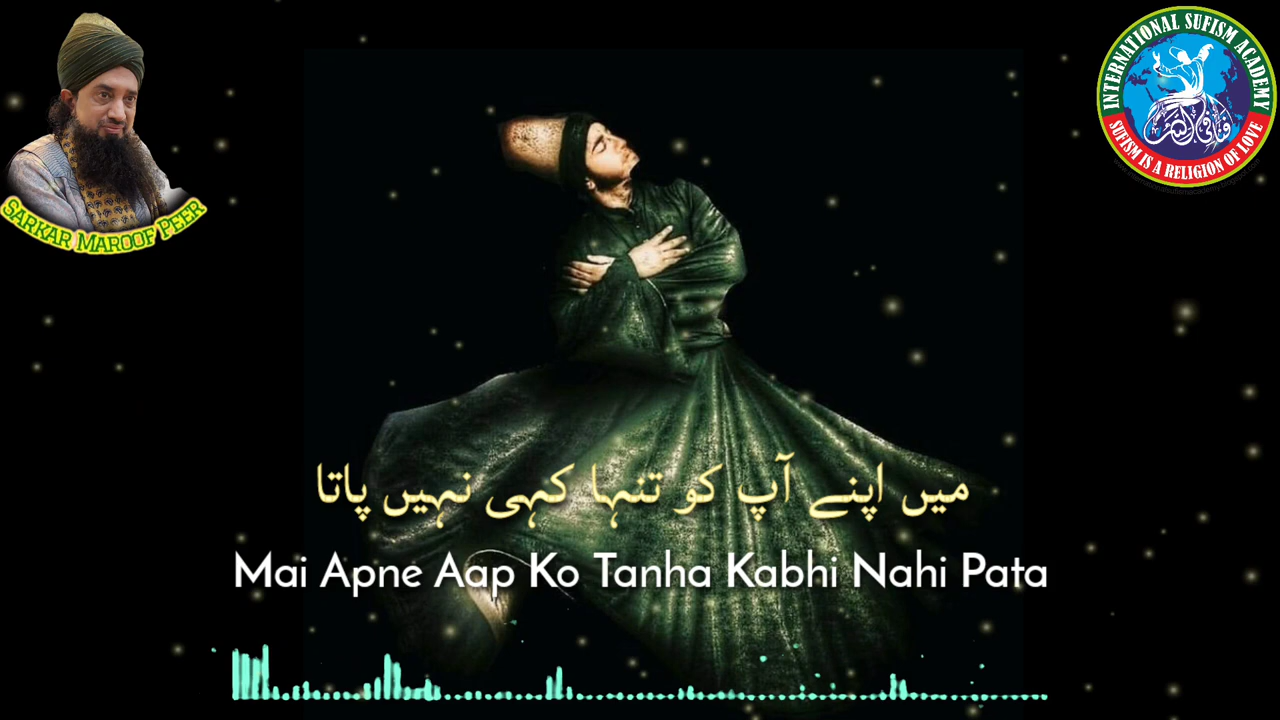 SARKAR MAROOF PEER
INTERNATIONAL SUFISM ACADEMY
SUFISM IS A RELIGION OF LOVE
میں اپنے آپ کو تنہا کہی نہیں پاتا
Mai Apne Aap Ko Tanha Kabhi Nahi Pata